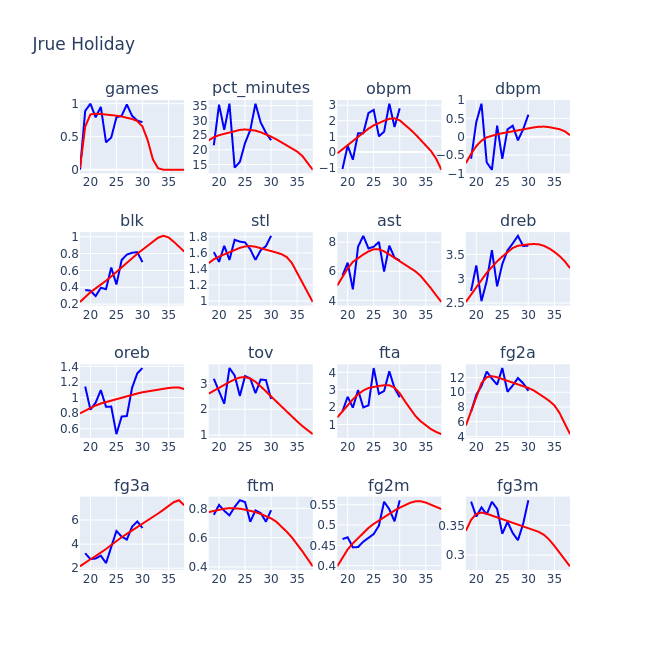 Jrue Holiday
games
pct_minutes
obpm
dbpm
1
0.5
0
20 25 30 35
35
30
25
20
15
20 25 30 35
3
2
1
0
−1
20 25 30 35
1
0.5
0
−0.5
−1
20 25 30 35
blk
stl
ast
dreb
1
0.8
0.6
0.4
0.2
20 25 30 35
1.8
1.6
1.4
1.2
1
20 25 30 35
8
6
4
20 25 30 35
3.5
3
2.5
20 25 30 35
oreb
tov
fta
fg2a
1.4
1.2
1
0.8
0.6
20 25 30 35
3
2
1
20 25 30 35
4
3
2
1
20 25 30 35
12
10
8
6
4
20 25 30 35
fg3a
ftm
fg2m
fg3m
6
4
2
20 25 30 35
0.8
0.6
0.4
20 25 30 35
0.55
0.5
0.45
0.4
20 25 30 35
0.35
0.3
20 25 30 35